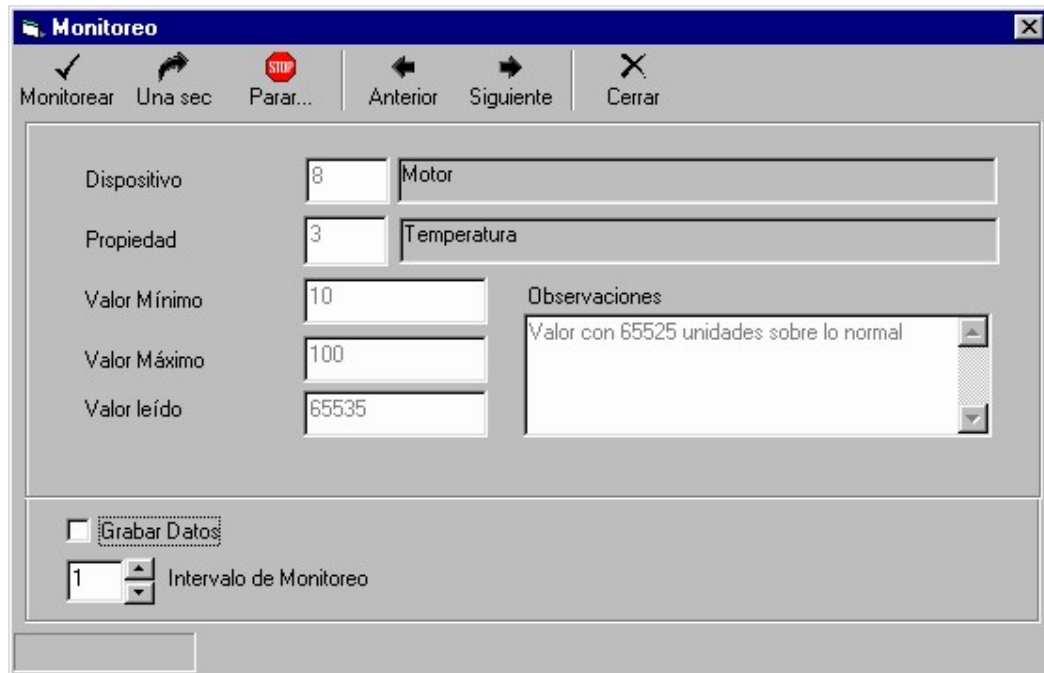 Monitoreo
Monitorear Una sec STOP Parar... Anterior Siguiente Cerrar
Dispositivo 8 Motor
Propiedad 3 Temperatura
Valor Mínimo 10
Observaciones
Valor con 65525 unidades sobre lo normal
Valor Máximo 100
Valor leído 65535
Grabar Datos
1 Intervalo de Monitoreo